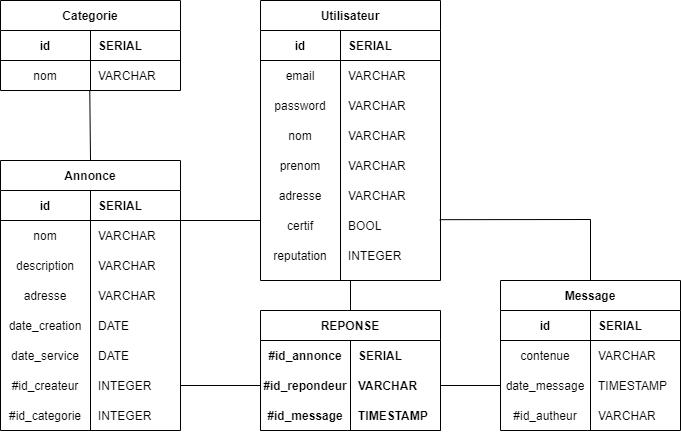 Categorie
id SERIAL
nom VARCHAR
Utilisateur
id SERIAL
email VARCHAR
password VARCHAR
nom VARCHAR
prenom VARCHAR
adresse VARCHAR
certif BOOL
reputation INTEGER
Annonce
id SERIAL
nom VARCHAR
description VARCHAR
adresse VARCHAR
date_creation DATE
date_service DATE
#id_createur INTEGER
#id_categorie INTEGER
REPONSE
#id_annonce SERIAL
#id_repondeur VARCHAR
#id_message TIMESTAMP
Message
id SERIAL
contenue VARCHAR
date_message TIMESTAMP
#id_autheur VARCHAR